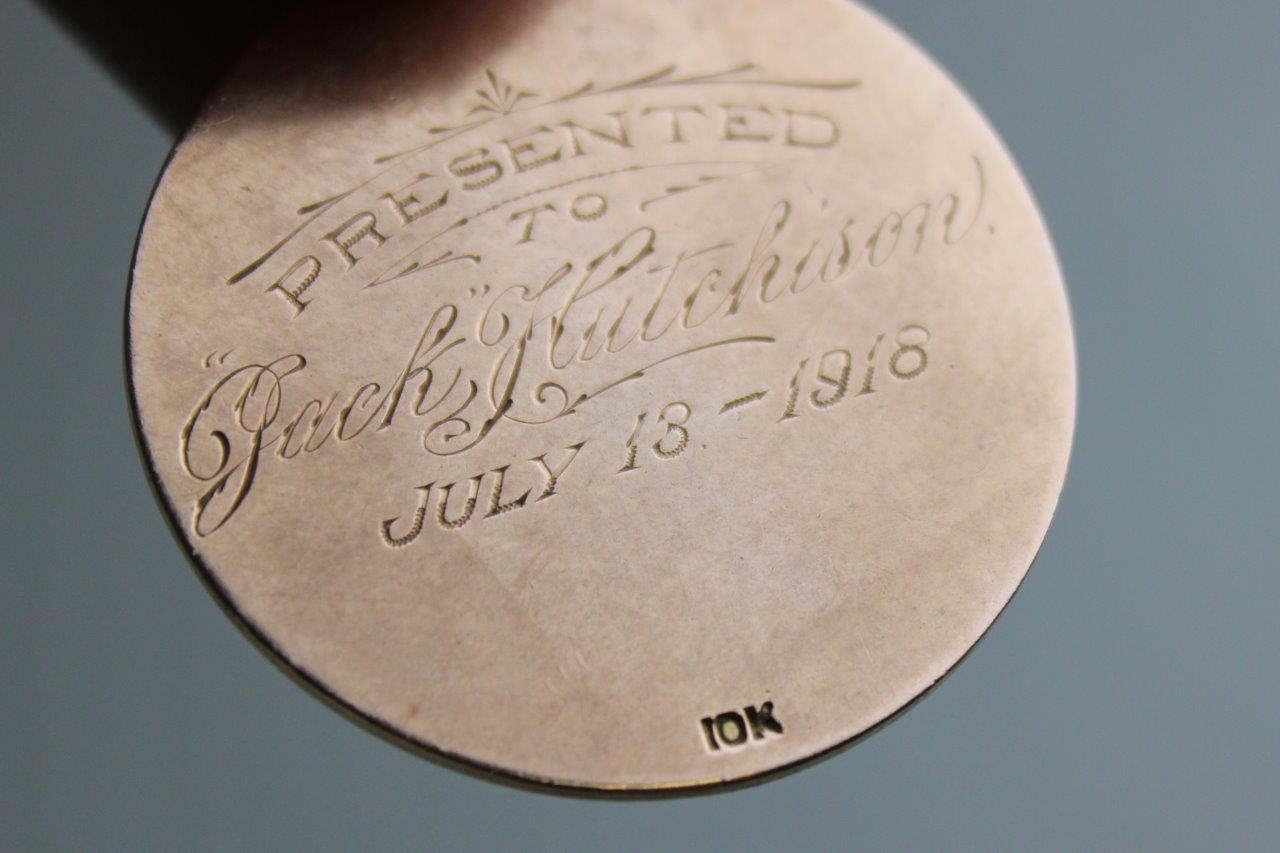 PRESENTED
TO
"Jack" Hutchison.
JULY 13 - 1918
10K